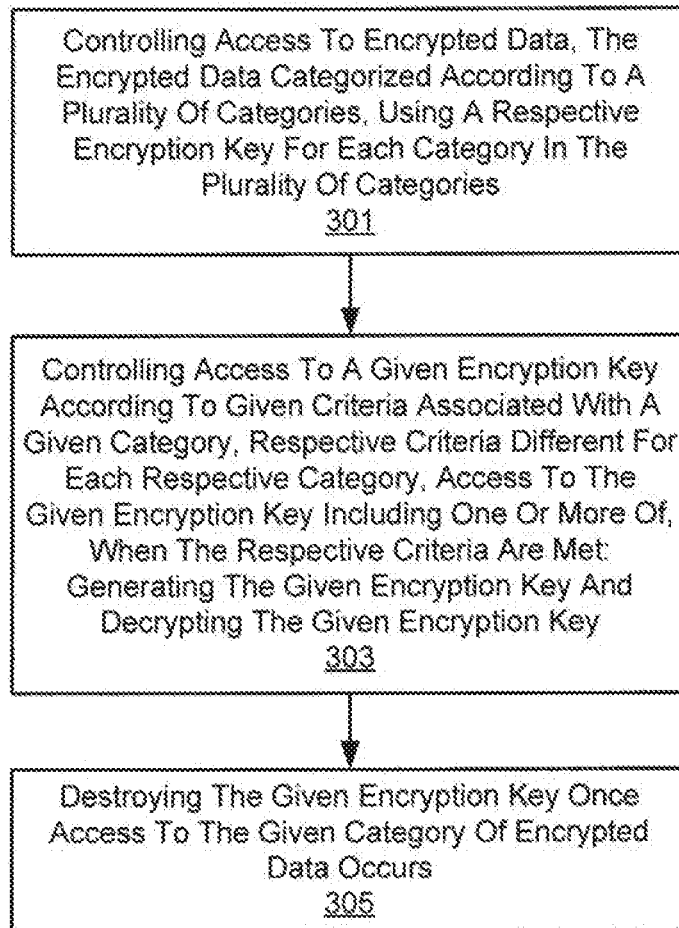 Controlling Access To Encrypted Data, The
Encrypted Data Categorized According To A
Plurality Of Categories, Using A Respective
Encryption Key For Each Category In The
Plurality Of Categories
301
Controlling Access To A Given Encryption Key
According To Given Criteria Associated With A
Given Category, Respective Criteria Different For
Each Respective Category, Access To The
Given Encryption Key Including One Or More Of,
When The Respective Criteria Are Met:
Generating The Given Encryption Key And
Decrypting The Given Encryption Key
303
Destroying The Given Encryption Key Once
Access To The Given Category Of Encrypted
Data Occurs
305